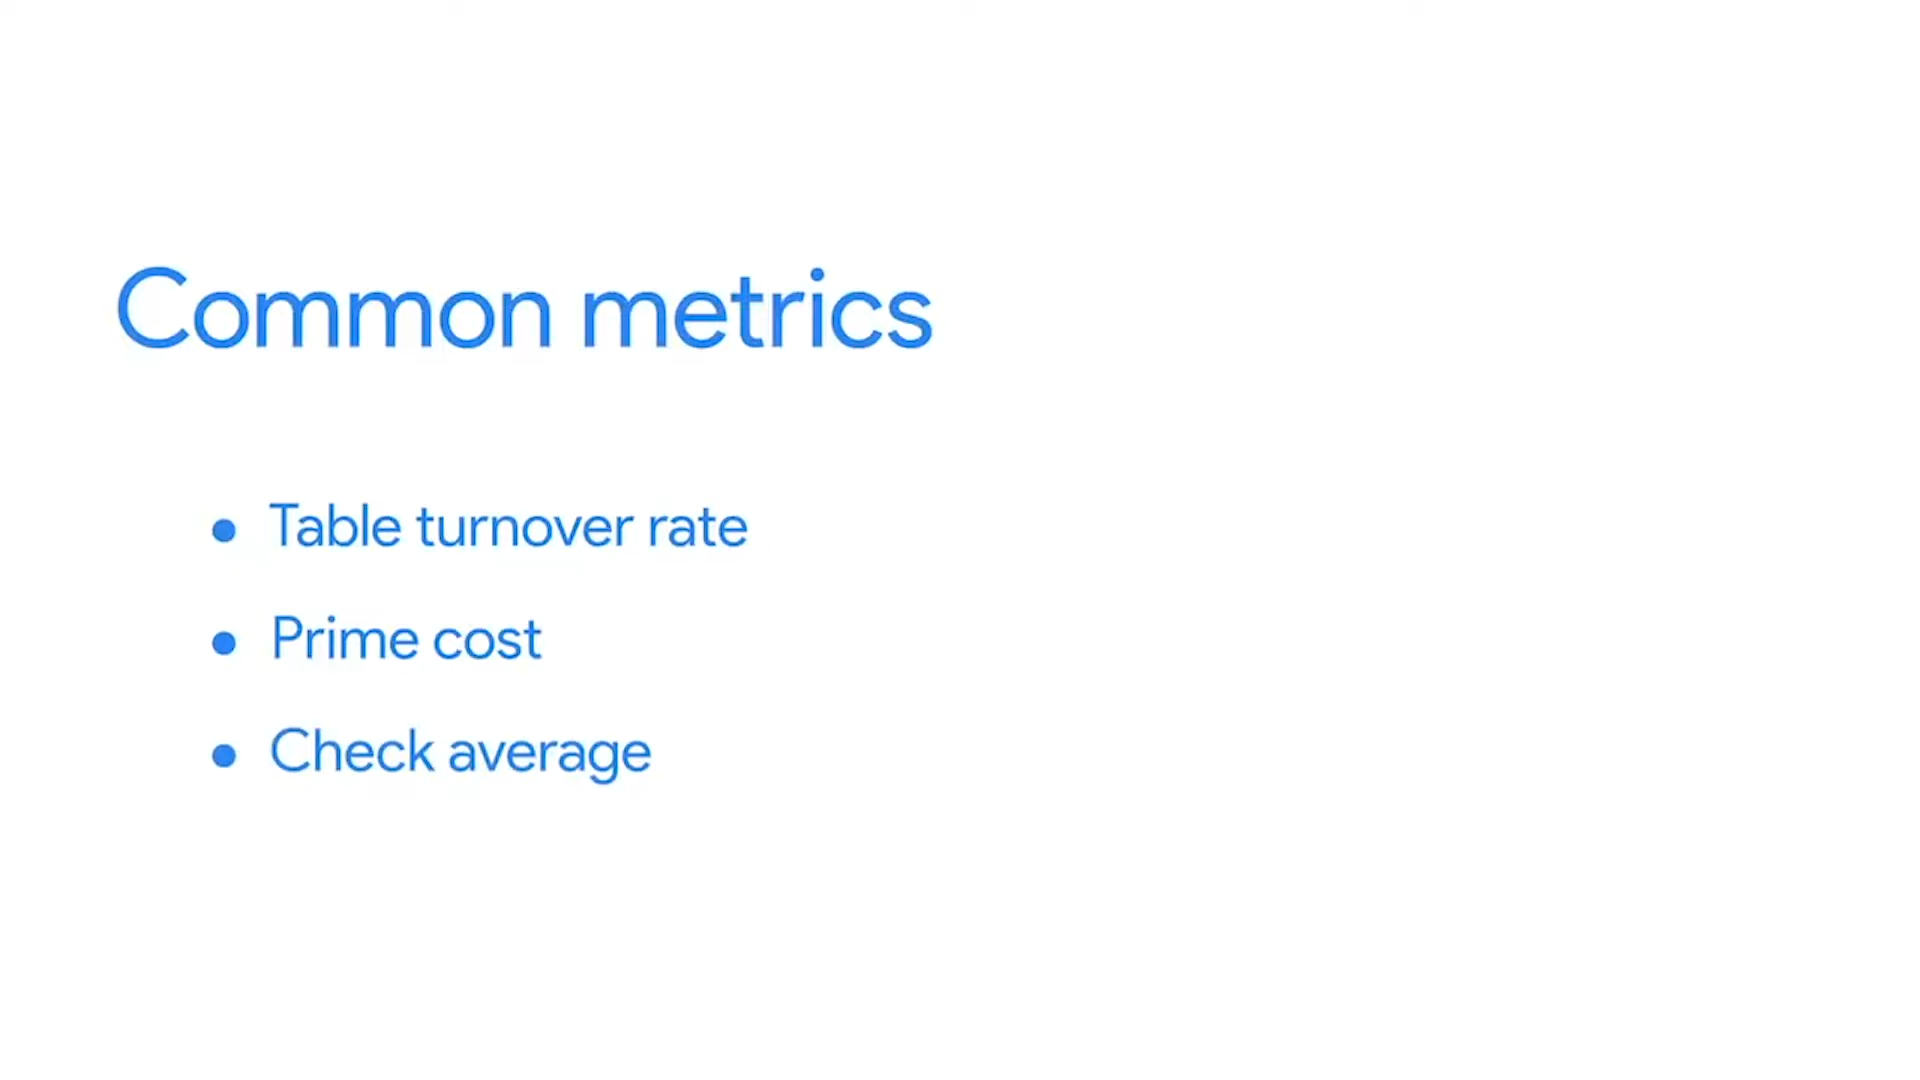 Common metrics
● Table turnover rate
● Prime cost
● Check average